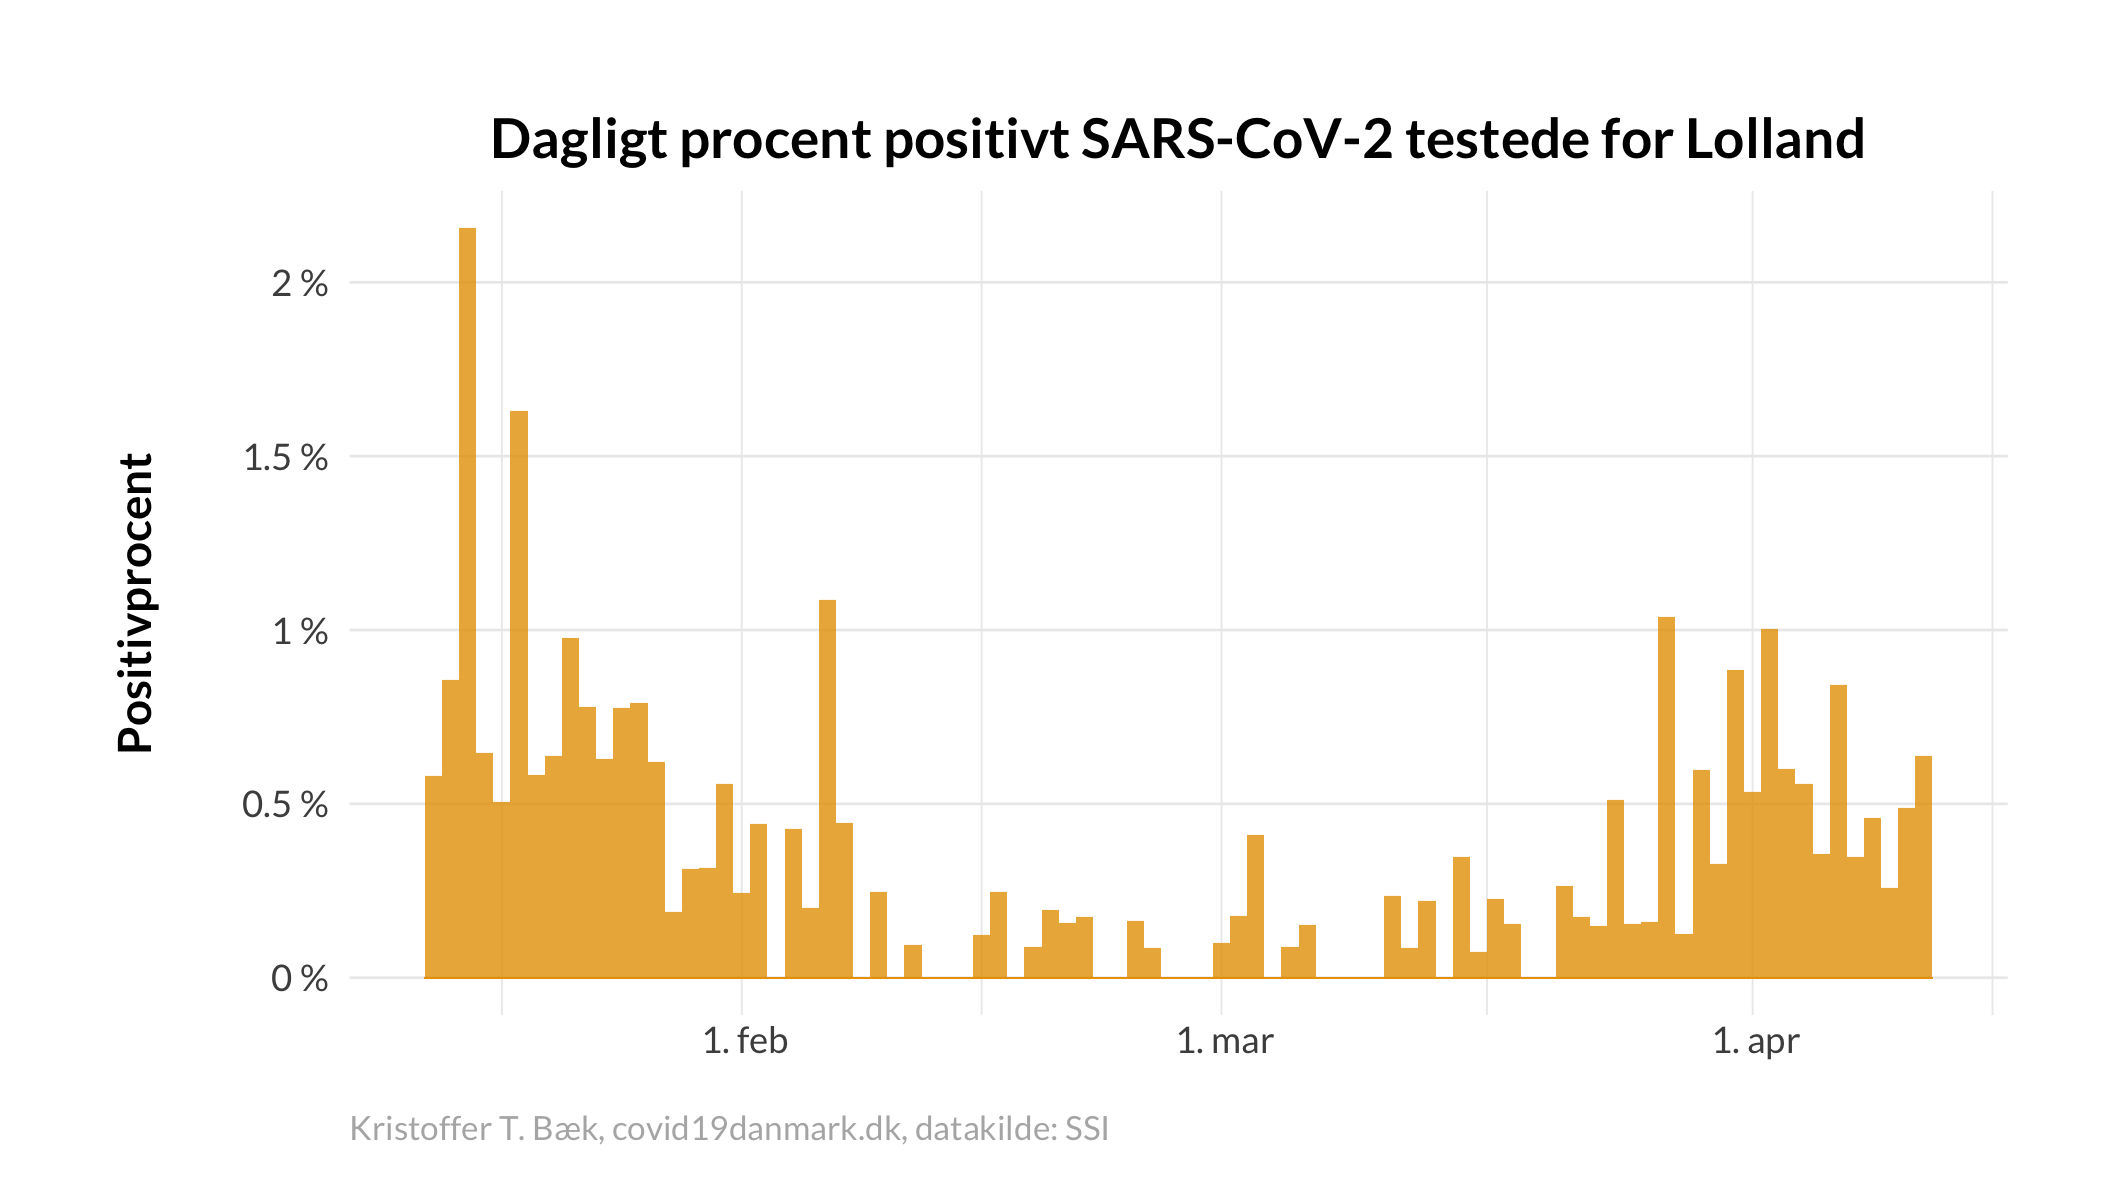 Dagligt procent positivt SARS-CoV-2 testede for Lolland
Positivprocent
2 %
1.5 %
1 %
0.5 %
0 %
1. feb
1. mar
1. apr
Kristoffer T. Bæk, covid19danmark.dk, datakilde: SSI